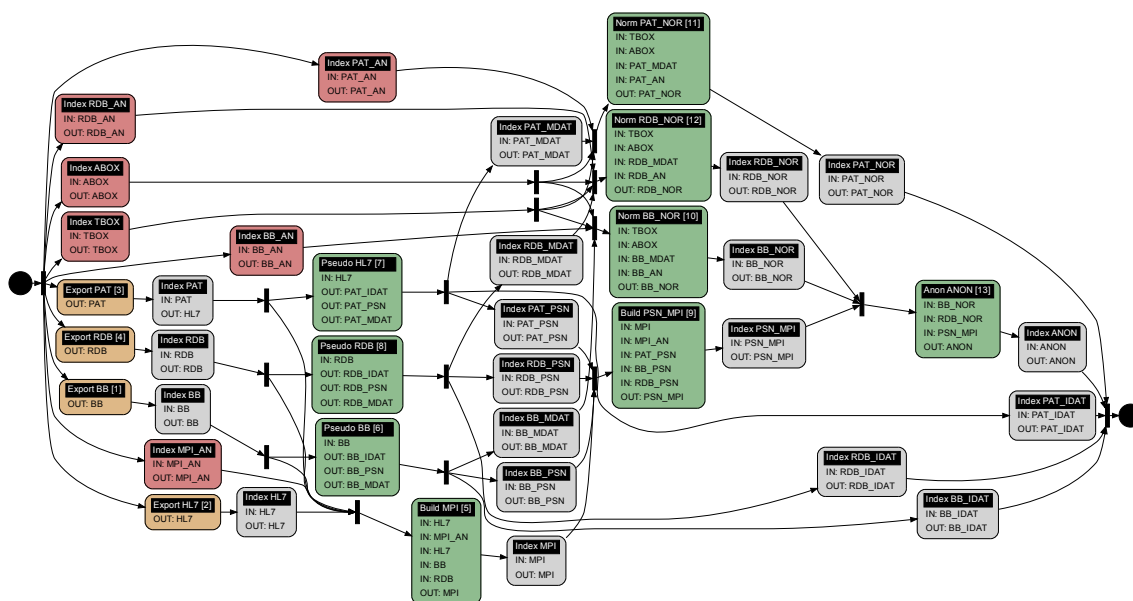 Index PAT_AN
IN: PAT_AN
OUT: PAT_AN
Index RDB_AN
IN: RDB_AN
OUT: RDB_AN
Index ABOX
IN: ABOX
OUT: ABOX
Index TBOX
IN: TBOX
OUT: TBOX
Index BB_AN
IN: BB_AN
OUT: BB_AN
Export PAT [3]
OUT: PAT
Index PAT
IN: PAT
OUT: HL7
Export RDB [4]
OUT: RDB
Index RDB
IN: RDB
OUT: RDB
Export BB [1]
OUT: BB
Index BB
IN: BB
OUT: BB
Index MPI_AN
IN: MPI_AN
OUT: MPI_AN
Export HL7 [2]
OUT: HL7
Index HL7
IN: HL7
OUT: HL7
Pseudo HL7 [7]
IN: HL7
OUT: PAT_IDAT
OUT: PAT_PSN
OUT: PAT_MDAT
Pseudo RDB [8]
IN: RDB
OUT: RDB_IDAT
OUT: RDB_PSN
OUT: RDB_MDAT
Pseudo BB [6]
IN: BB
OUT: BB_IDAT
OUT: BB_PSN
OUT: BB_MDAT
Build MPI [5]
IN: HL7
IN: MPI_AN
IN: HL7
IN: BB
IN: RDB
OUT: MPI
Index PAT_MDAT
IN: PAT_MDAT
OUT: PAT_MDAT
Index RDB_MDAT
IN: RDB_MDAT
OUT: RDB_MDAT
Index PAT_PSN
IN: PAT_PSN
OUT: PAT_PSN
Index RDB_PSN
IN: RDB_PSN
OUT: RDB_PSN
Index BB_MDAT
IN: BB_MDAT
OUT: BB_MDAT
Index BB_PSN
IN: BB_PSN
OUT: BB_PSN
Index MPI
IN: MPI
OUT: MPI
Norm PAT_NOR [11]
IN: TBOX
IN: ABOX
IN: PAT_MDAT
IN: PAT_AN
OUT: PAT_NOR
Norm RDB_NOR [12]
IN: TBOX
IN: ABOX
IN: RDB_MDAT
IN: RDB_AN
OUT: RDB_NOR
Norm BB_NOR [10]
IN: TBOX
IN: ABOX
IN: BB_MDAT
IN: BB_AN
OUT: BB_NOR
Build PSN_MPI [9]
IN: MPI
IN: MPI_AN
IN: PAT_PSN
IN: BB_PSN
IN: RDB_PSN
OUT: PSN_MPI
Index RDB_NOR
IN: RDB_NOR
OUT: RDB_NOR
Index BB_NOR
IN: BB_NOR
OUT: BB_NOR
Index PSN_MPI
IN: PSN_MPI
OUT: PSN_MPI
Index PAT_NOR
IN: PAT_NOR
OUT: PAT_NOR
Anon ANON [13]
IN: BB_NOR
IN: RDB_NOR
IN: PSN_MPI
OUT: ANON
Index ANON
IN: ANON
OUT: ANON
Index PAT_IDAT
IN: PAT_IDAT
OUT: PAT_IDAT
Index RDB_IDAT
IN: RDB_IDAT
OUT: RDB_IDAT
Index BB_IDAT
IN: BB_IDAT
OUT: BB_IDAT